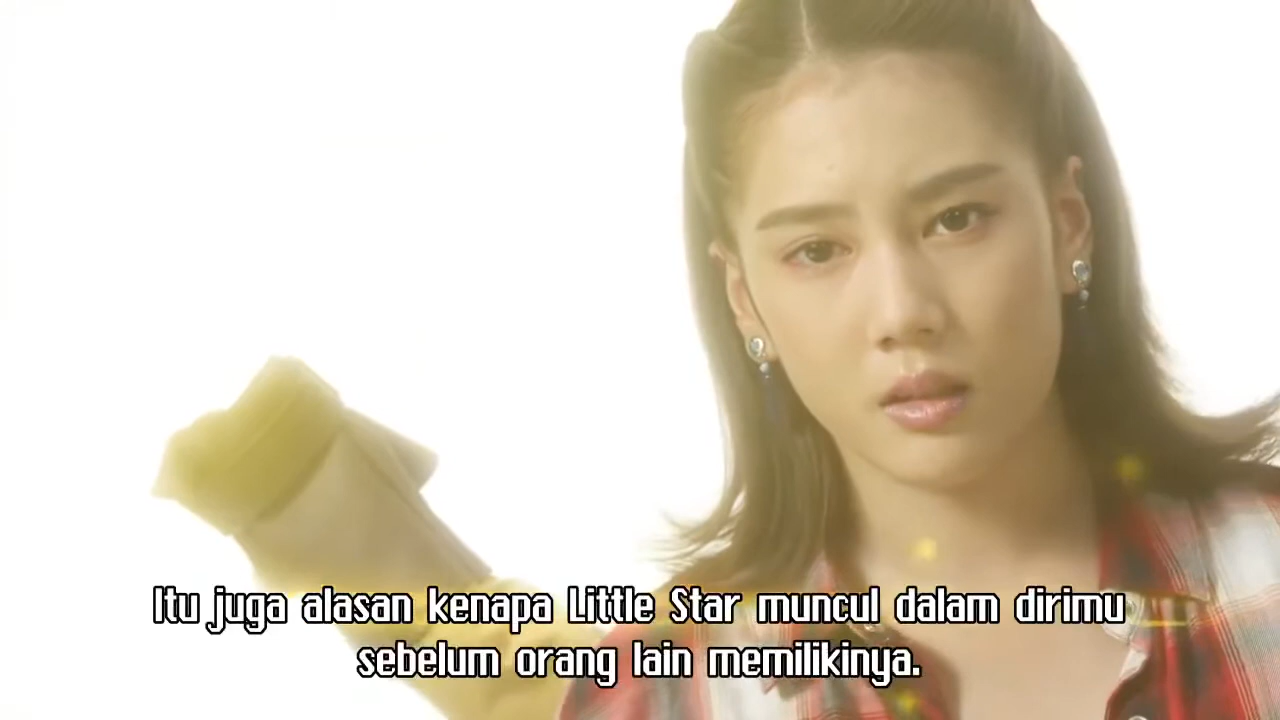 Itu juga alasan kenapa Little Star muncul dalam dirimu
sebelum orang lain memilikinya.